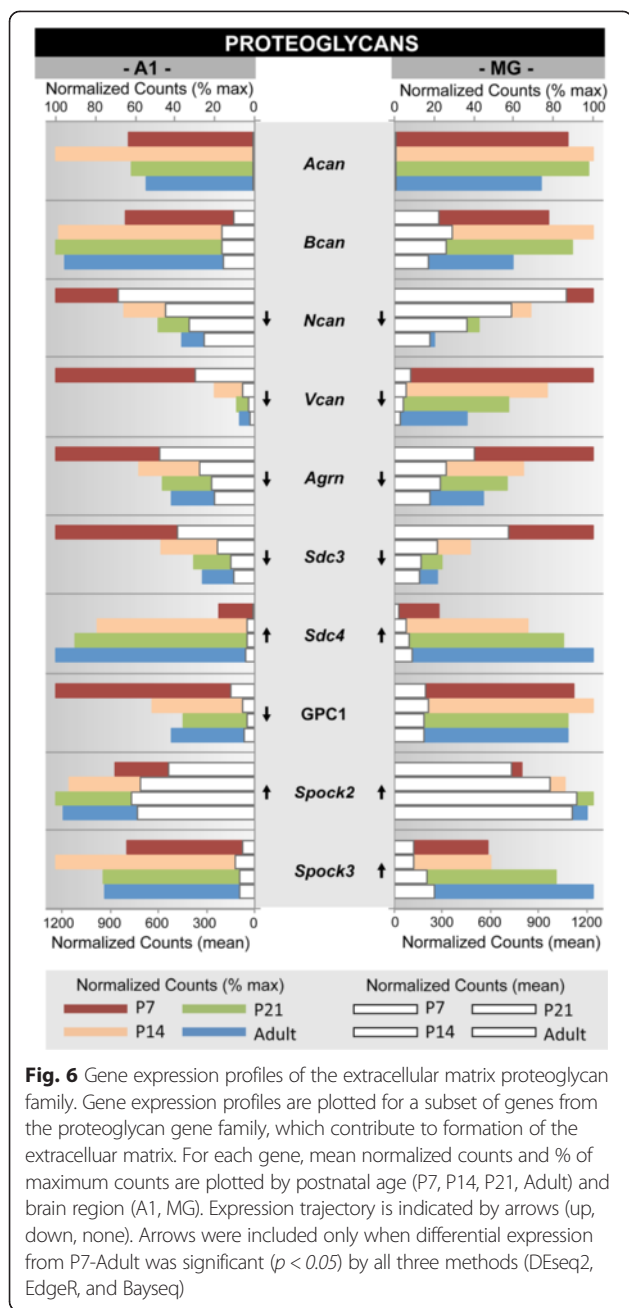 PROTEOGLYCANS
- A1 - - MG -
Normalized Counts (% max) Normalized Counts (% max)
100 80 60 40 20 0 0 20 40 60 80 100
Acan
Bcan
Ncan
Vcan
Agrn
Sdc3
Sdc4
GPC1
Spock2
Spock3
1200 900 600 300 0 0 300 600 900 1200
Normalized Counts (mean) Normalized Counts (mean)
Normalized Counts (% max) Normalized Counts (mean)
P7 P21 P7 P21
P14 Adult P14 Adult
Fig. 6 Gene expression profiles of the extracellular matrix proteoglycan
family. Gene expression profiles are plotted for a subset of genes from
the proteoglycan gene family, which contribute to formation of the
extracelluar matrix. For each gene, mean normalized counts and % of
maximum counts are plotted by postnatal age (P7, P14, P21, Adult) and
brain region (A1, MG). Expression trajectory is indicated by arrows (up,
down, none). Arrows were included only when differential expression
from P7-Adult was significant (p < 0.05) by all three methods (DEseq2,
EdgeR, and Bayseq)